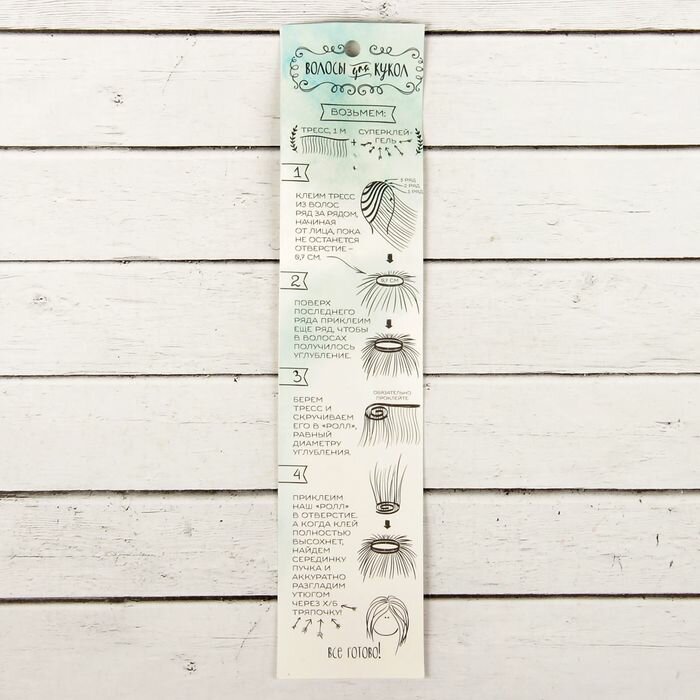 ВОЛОСЫ для КУКОЛ
ВОЗЬМЕМ:
ТРЕСС, 1 М + СУПЕРКЛЕЙ-
ГЕЛЬ
1
КЛЕИМ ТРЕСС
ИЗ ВОЛОС
РЯД ЗА РЯДОМ,
НАЧИНАЯ
ОТ ЛИЦА, ПОКА
НЕ ОСТАНЕТСЯ
ОТВЕРСТИЕ –
0,7 СМ.
3 РЯД
2 РЯД
1 РЯД
0,7 СМ
2
ПОВЕРХ
ПОСЛЕДНЕГО
РЯДА ПРИКЛЕИМ
ЕЩЕ РЯД, ЧТОБЫ
В ВОЛОСАХ
ПОЛУЧИЛОСЬ
УГЛУБЛЕНИЕ.
3
БЕРЕМ
ТРЕСС И
СКРУЧИВАЕМ
ЕГО В «РОЛЛ»,
РАВНЫЙ
ДИАМЕТРУ
УГЛУБЛЕНИЯ.
ОБЯЗАТЕЛЬНО
ПРОКЛЕЙТЕ
4
ПРИКЛЕИМ
НАШ «РОЛЛ»
В ОТВЕРСТИЕ.
А КОГДА КЛЕЙ
ПОЛНОСТЬЮ
ВЫСОХНЕТ,
НАЙДЕМ
СЕРЕДИНКУ
ПУЧКА И
АККУРАТНО
РАЗГЛАДИМ
УТЮГОМ
ЧЕРЕЗ Х/Б
ТРЯПОЧКУ!
ВСЕ ГОТОВО!